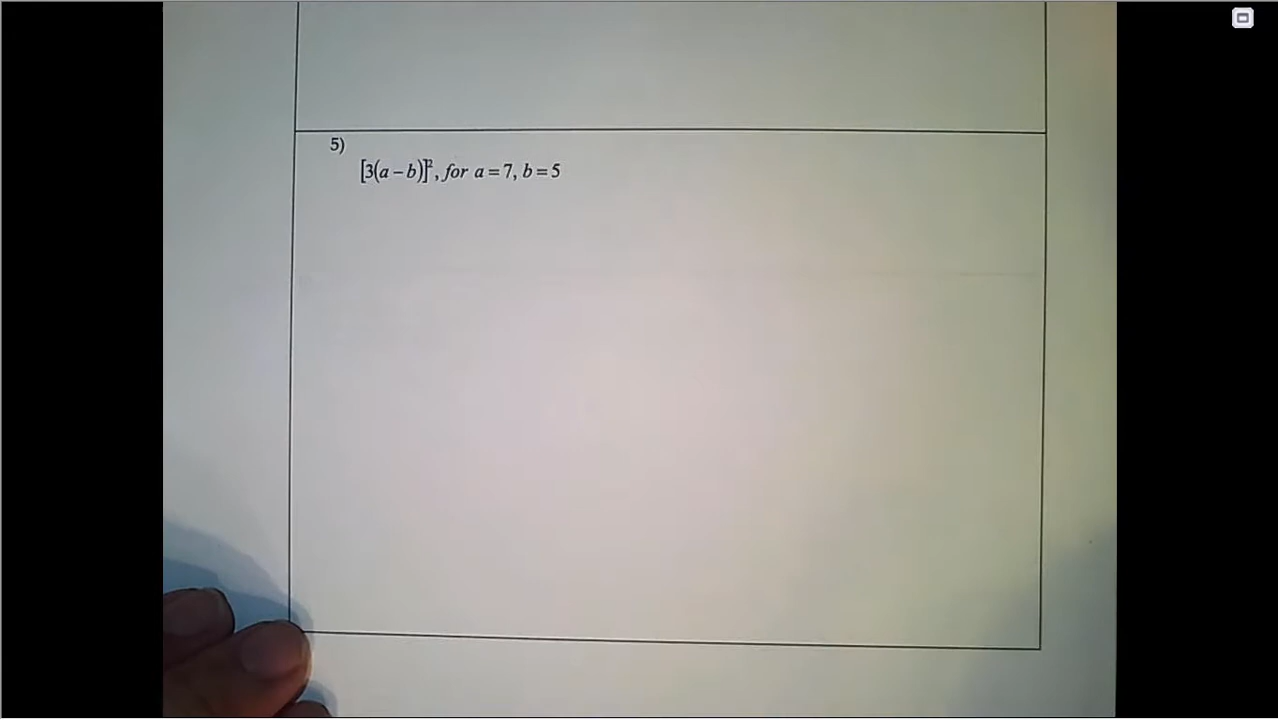 5)
[3(a – b)]², for a = 7, b = 5